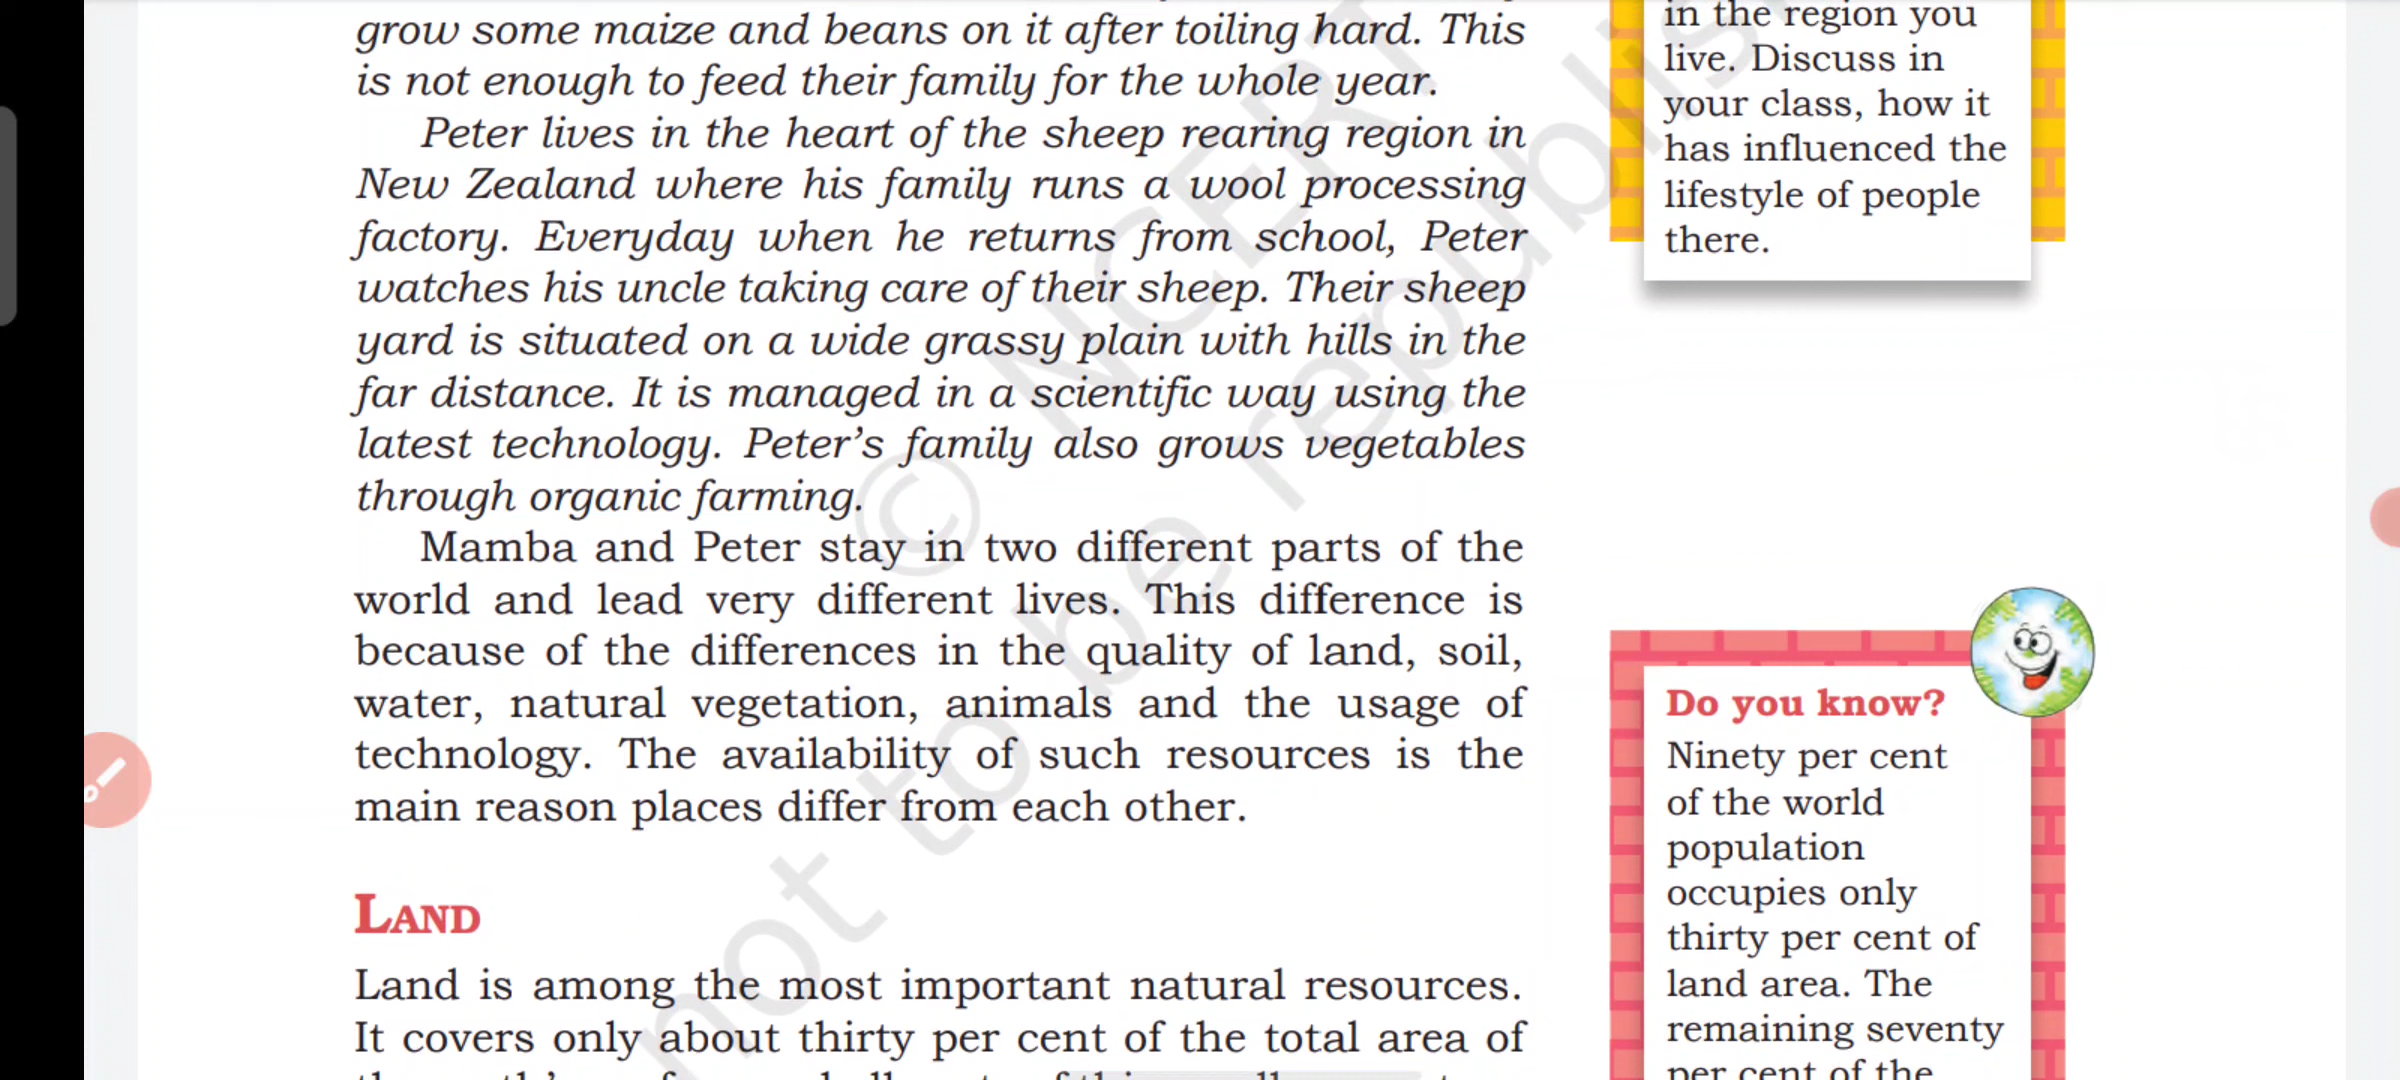 grow some maize and beans on it after toiling hard. This
is not enough to feed their family for the whole year.
Peter lives in the heart of the sheep rearing region in
New Zealand where his family runs a wool processing
factory. Everyday when he returns from school, Peter
watches his uncle taking care of their sheep. Their sheep
yard is situated on a wide grassy plain with hills in the
far distance. It is managed in a scientific way using the
latest technology. Peter's family also grows vegetables
through organic farming.
Mamba and Peter stay in two different parts of the
world and lead very different lives. This difference is
because of the differences in the quality of land, soil,
water, natural vegetation, animals and the usage of
technology. The availability of such resources is the
main reason places differ from each other.
LAND
Land is among the most important natural resources.
It covers only about thirty per cent of the total area of
in the region you
live. Discuss in
your class, how it
has influenced the
lifestyle of people
there.
Do you know?
Ninety per cent
of the world
population
occupies only
thirty per cent of
land area. The
remaining seventy
per cent of the
© NCERT
not to be republis